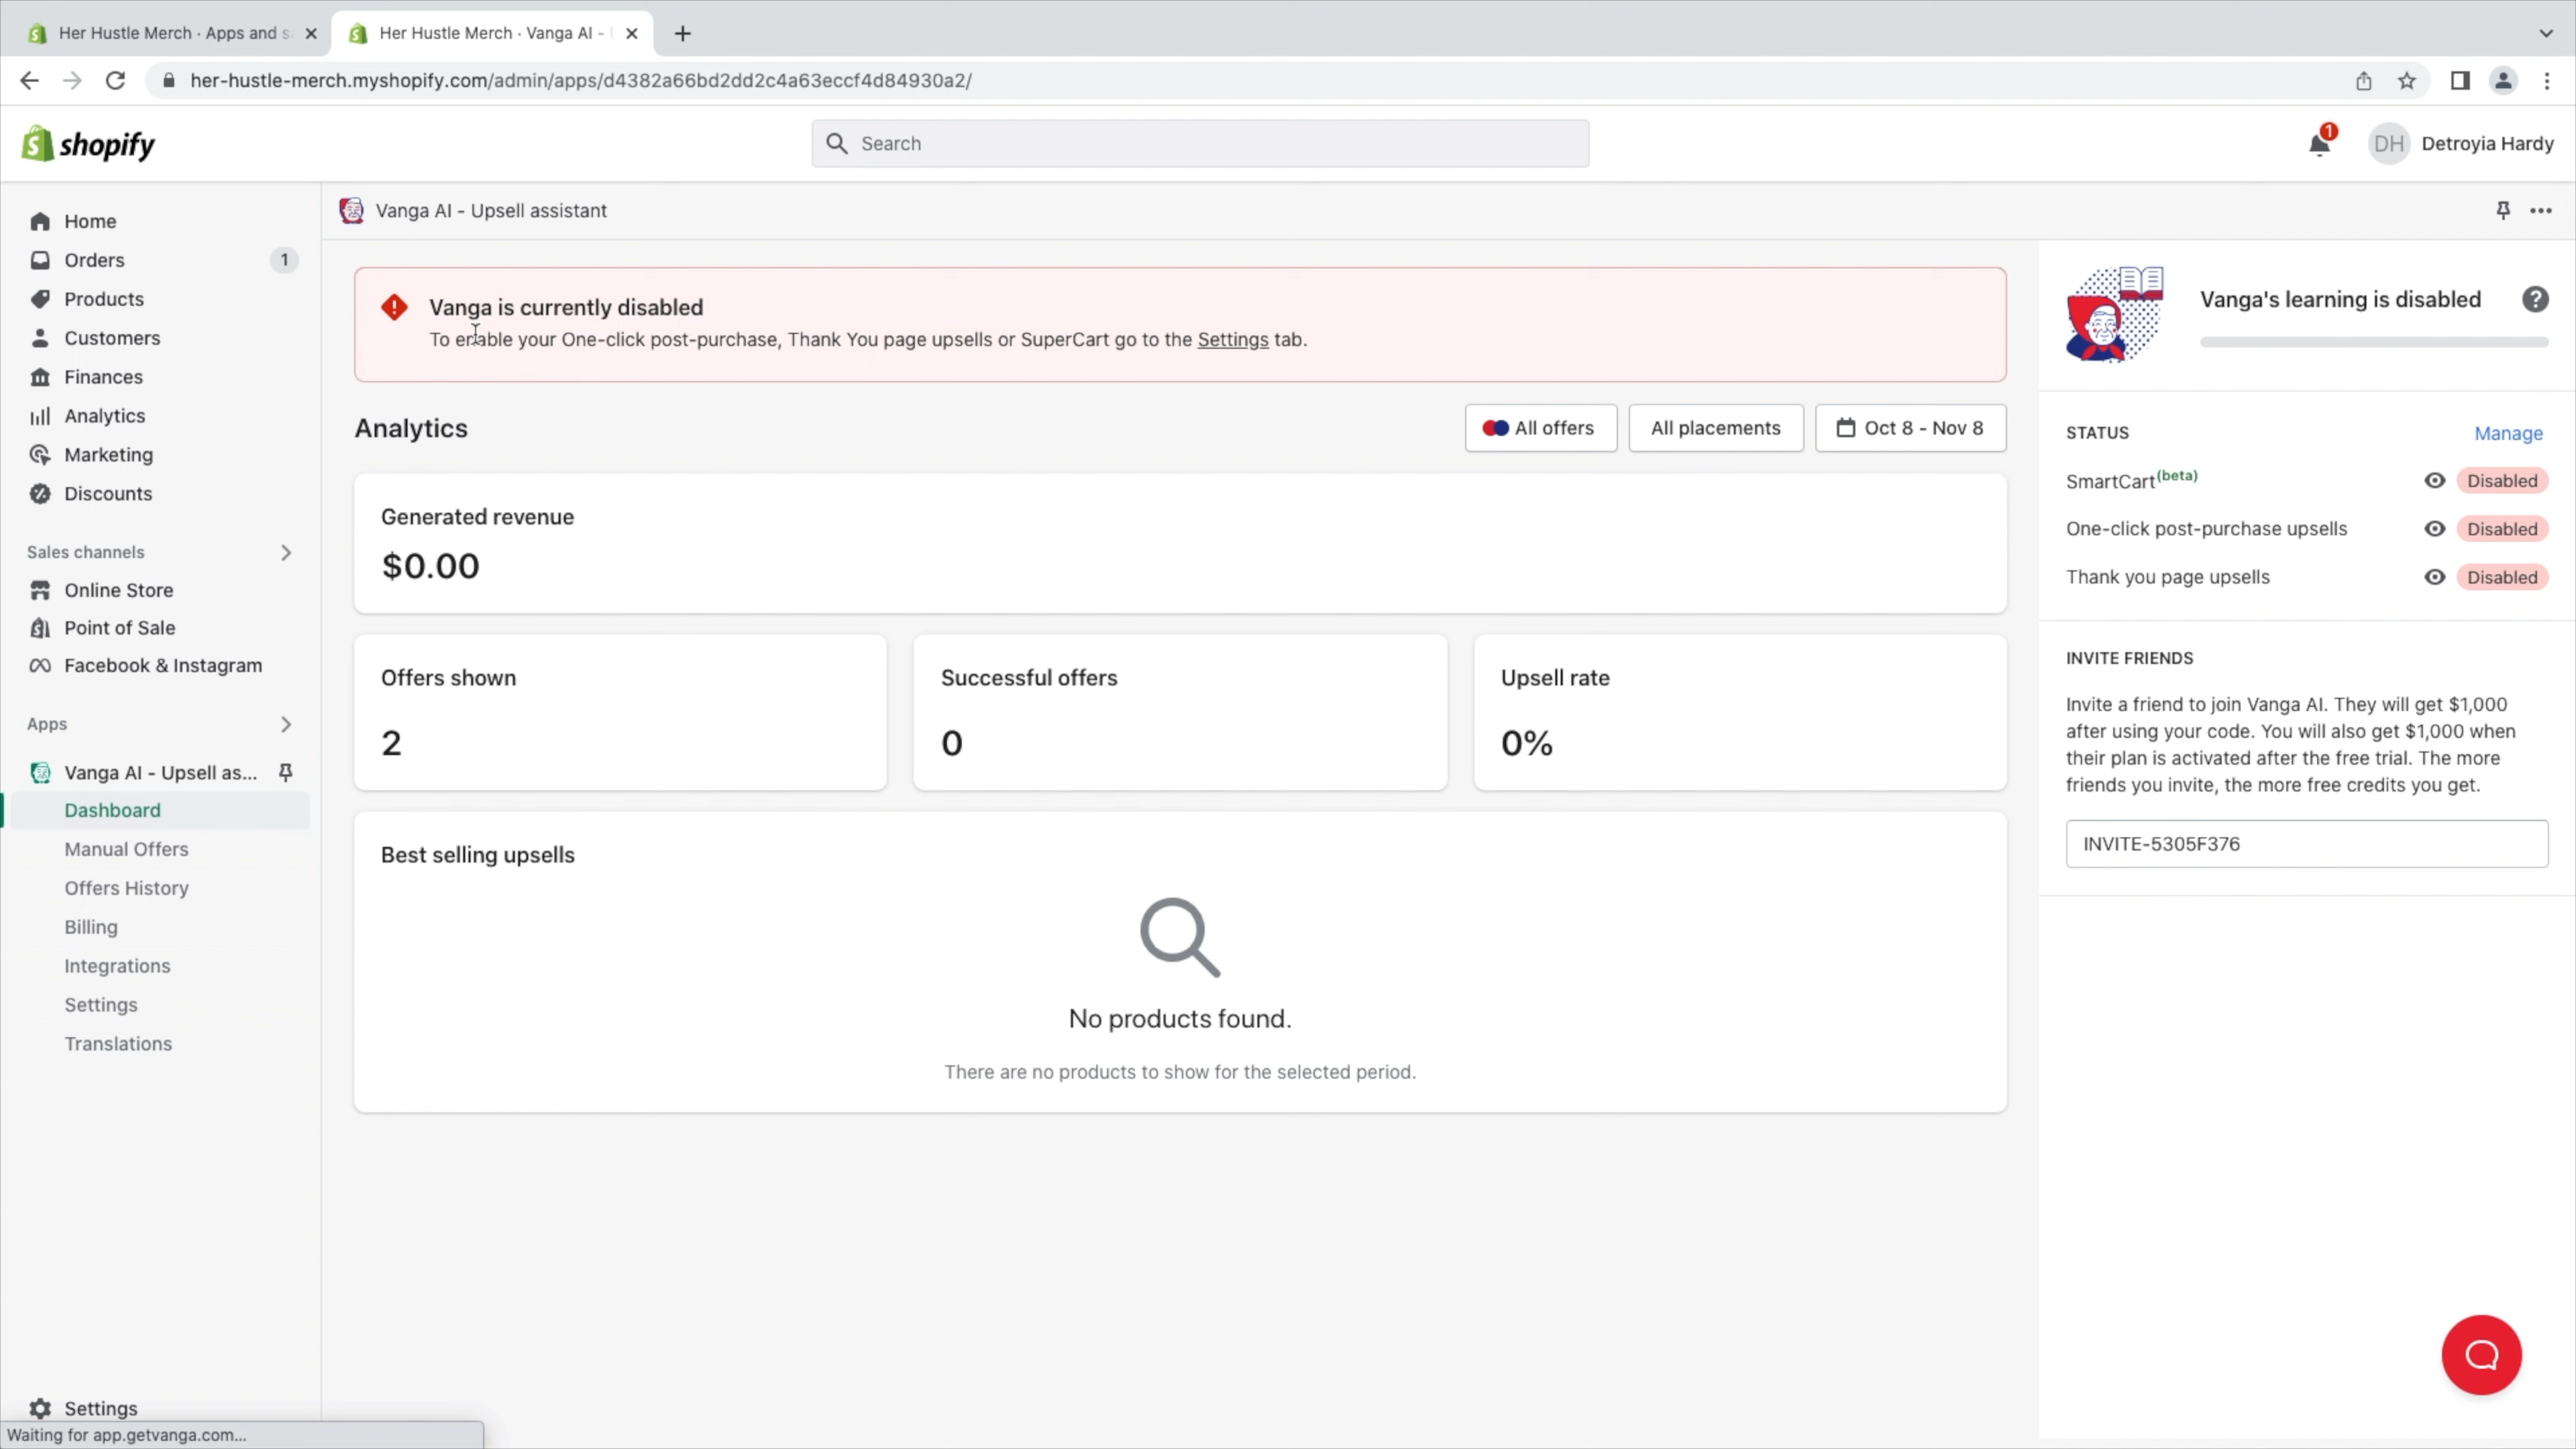 Her Hustle Merch · Apps and s
Her Hustle Merch · Vanga AI -
her-hustle-merch.myshopify.com/admin/apps/d4382a66bd2dd2c4a63eccf4d84930a2/
shopify
Search
1
DH
Detroyia Hardy
Home
Orders
1
Products
Customers
Finances
Analytics
Marketing
Discounts
Sales channels
Online Store
Point of Sale
Facebook & Instagram
Apps
Vanga AI - Upsell as...
Dashboard
Manual Offers
Offers History
Billing
Integrations
Settings
Translations
Settings
Waiting for app.getvanga.com...
Vanga AI - Upsell assistant
Vanga is currently disabled
To enable your One-click post-purchase, Thank You page upsells or SuperCart go to the Settings tab.
Analytics
All offers
All placements
Oct 8 - Nov 8
Generated revenue
$0.00
Offers shown
2
Successful offers
0
Upsell rate
0%
Best selling upsells
No products found.
There are no products to show for the selected period.
Vanga's learning is disabled
STATUS
Manage
SmartCart(beta)
Disabled
One-click post-purchase upsells
Disabled
Thank you page upsells
Disabled
INVITE FRIENDS
Invite a friend to join Vanga AI. They will get $1,000
after using your code. You will also get $1,000 when
their plan is activated after the free trial. The more
friends you invite, the more free credits you get.
INVITE-5305F376